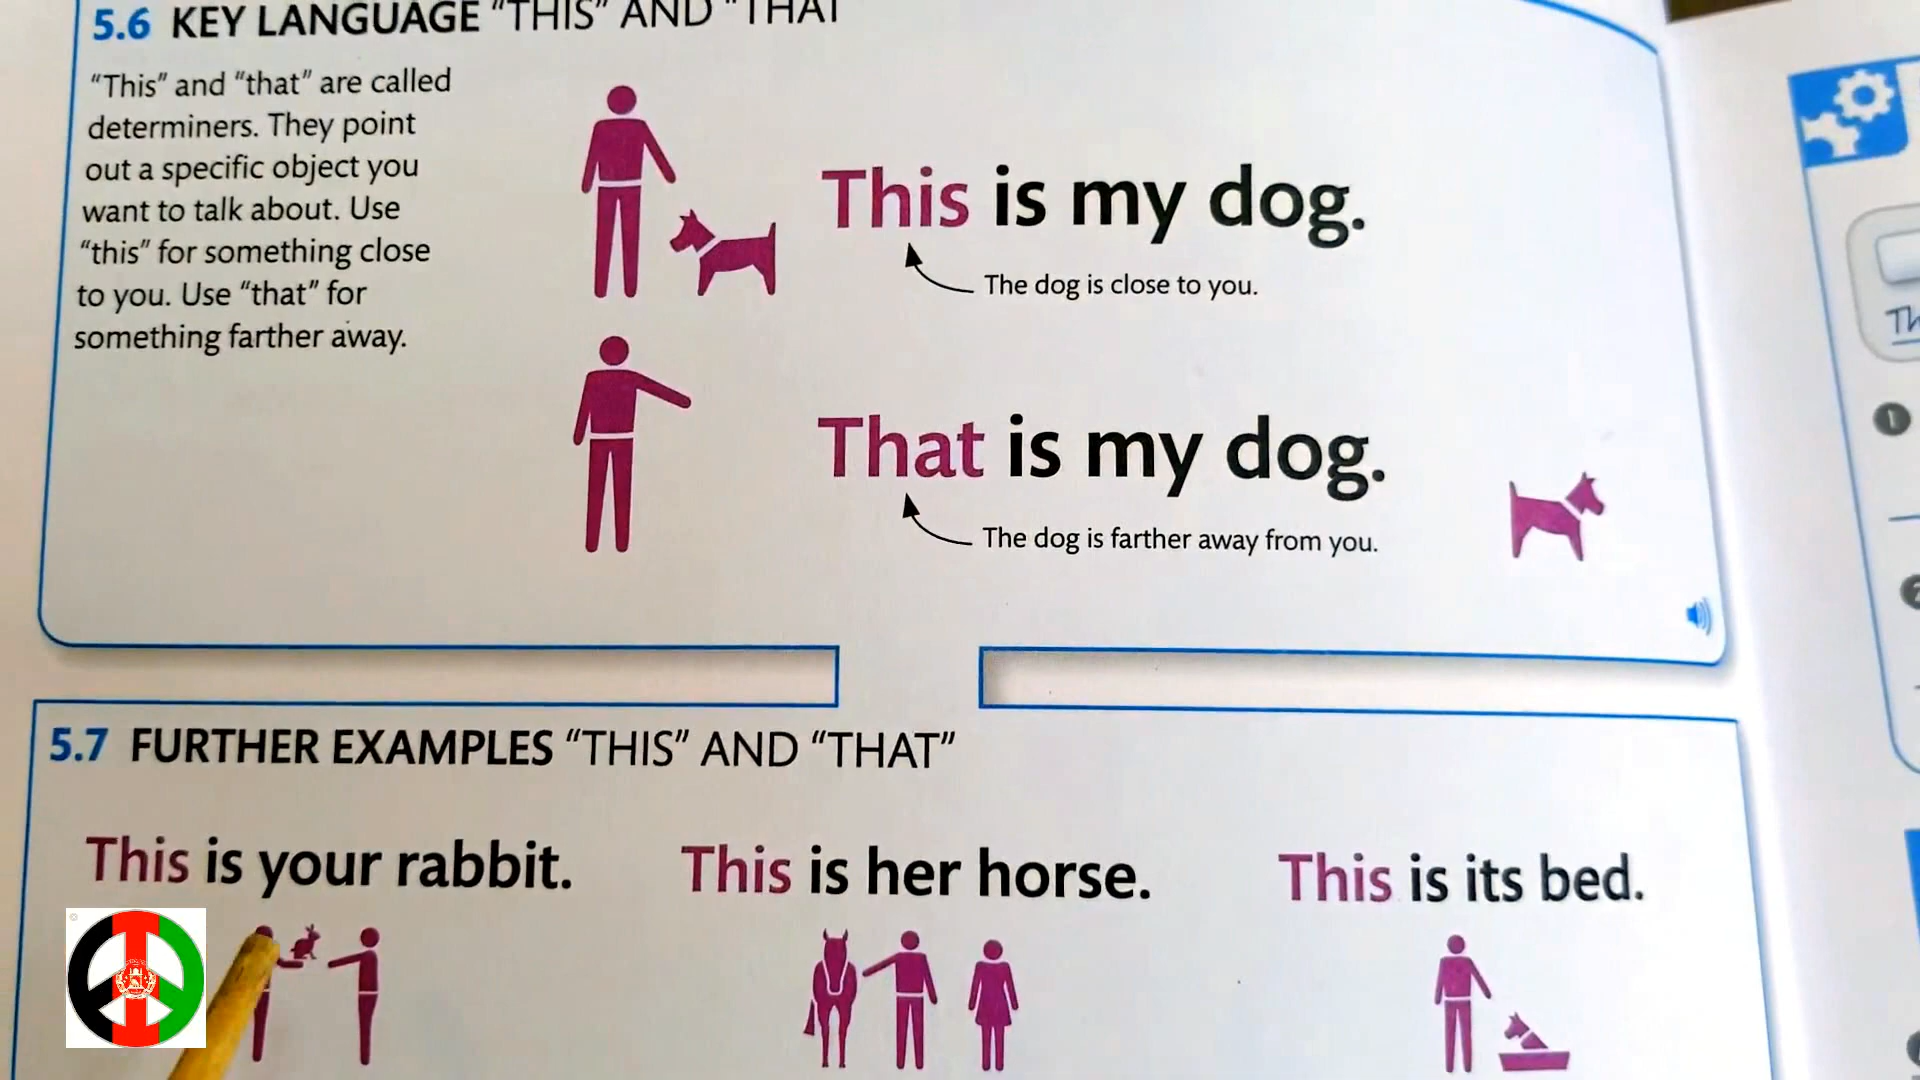 5.6 KEY LANGUAGE "THIS" AND "THAT
“This” and “that” are called
determiners. They point
out a specific object you
want to talk about. Use
“this” for something close
to you. Use “that” for
something farther away.
This is my dog.
The dog is close to you.
That is my dog.
The dog is farther away from you.
5.7 FURTHER EXAMPLES “THIS” AND “THAT”
This is your rabbit.
This is her horse.
This is its bed.
1